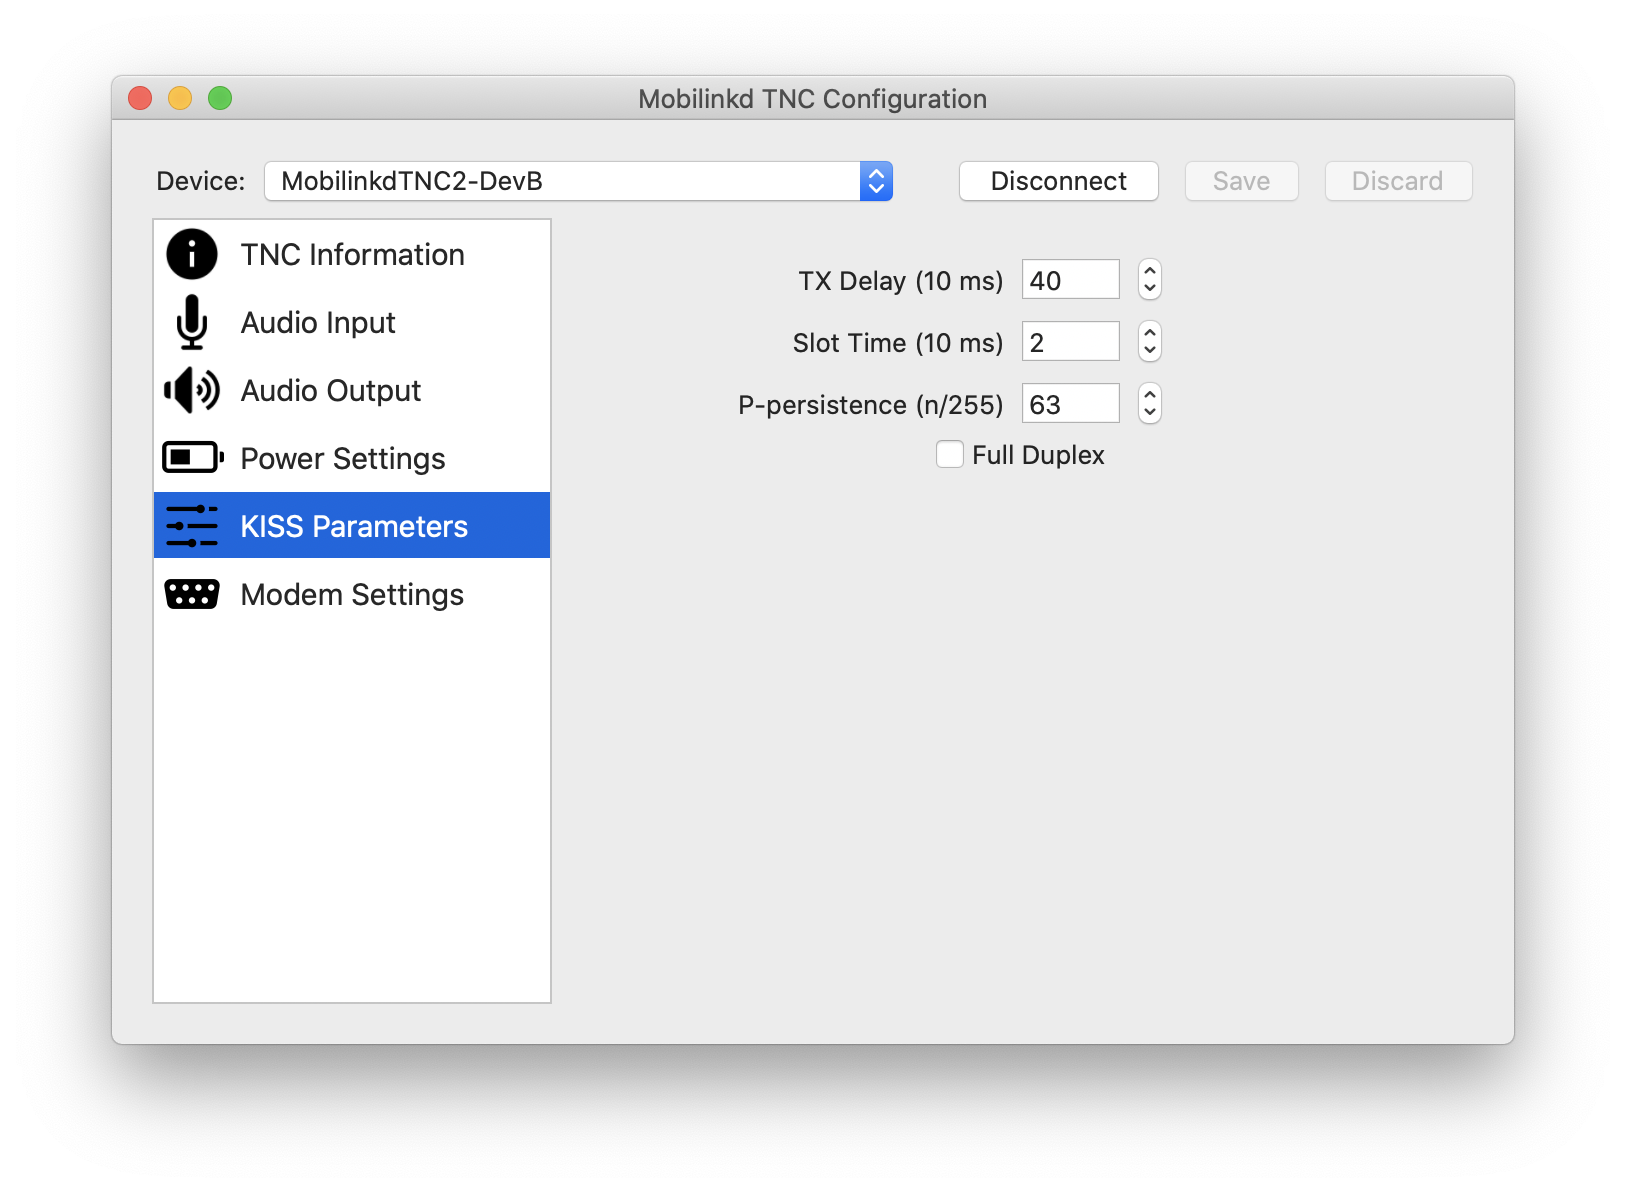 Mobilinkd TNC Configuration
Device: MobilinkdTNC2-DevB Disconnect Save Discard
TNC Information
Audio Input
Audio Output
Power Settings
KISS Parameters
Modem Settings
TX Delay (10 ms) 40
Slot Time (10 ms) 2
P-persistence (n/255) 63
Full Duplex